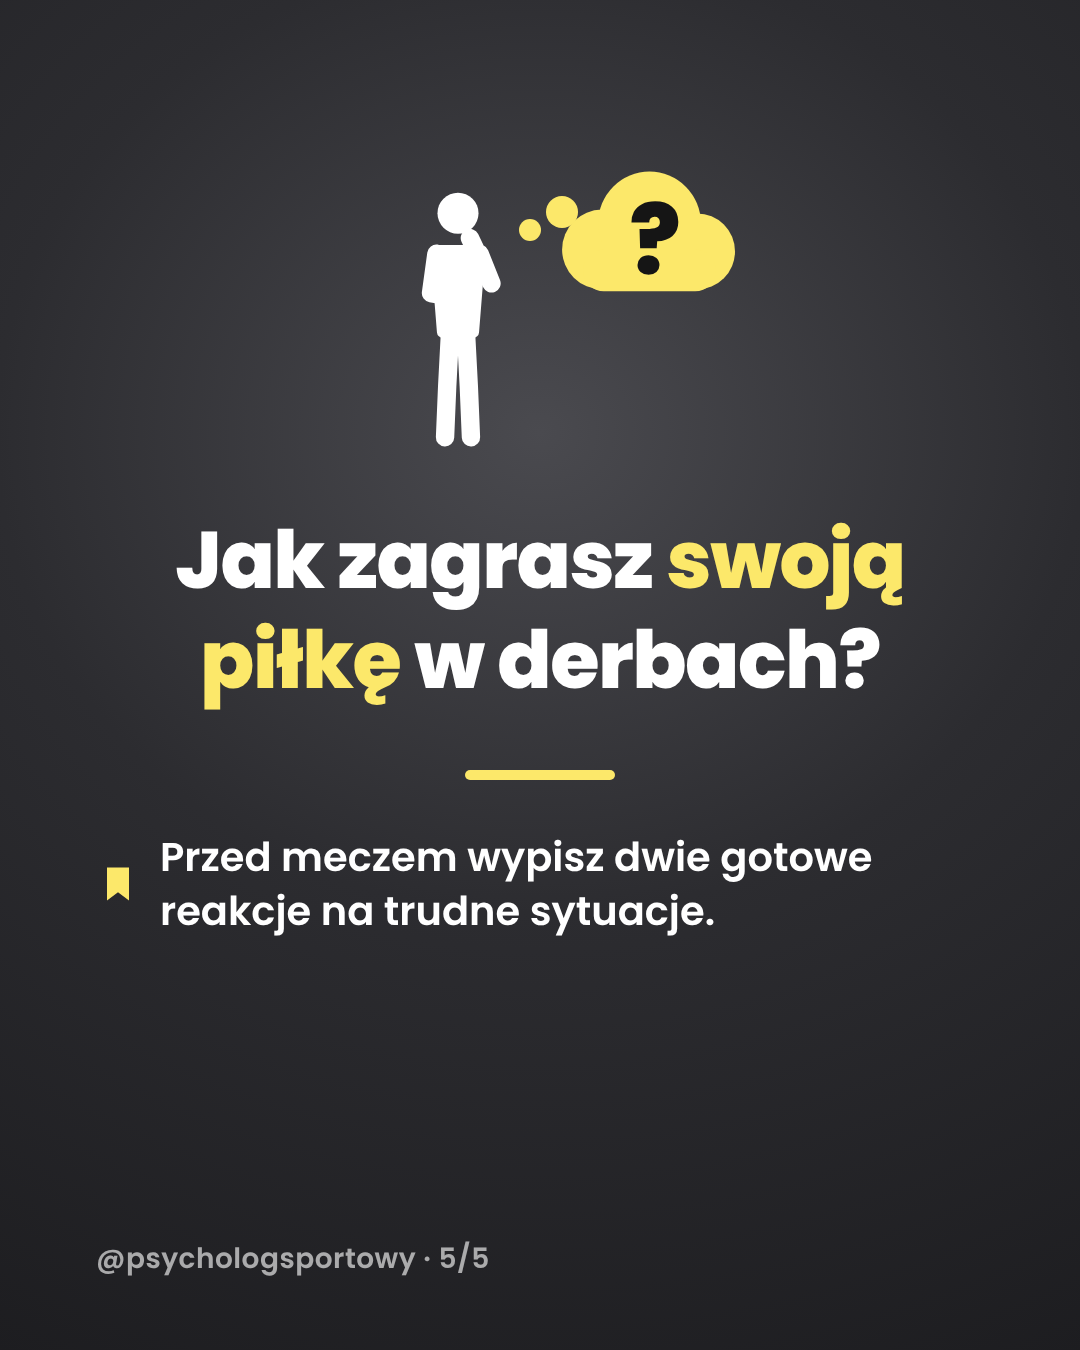 ?
Jak zagrasz swoją
piłkę w derbach?
Przed meczem wypisz dwie gotowe
reakcje na trudne sytuacje.
@psychologsportowy · 5/5